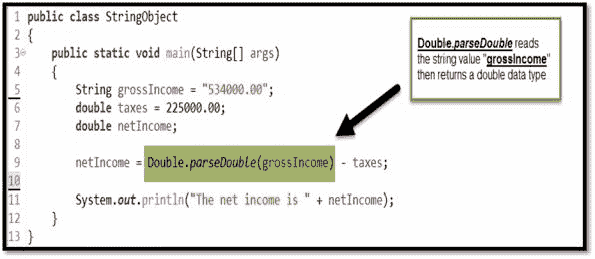 1 public class StringObject
2 {
3 public static void main(String[] args)
4 {
5 String grossIncome = "534000.00";
6 double taxes = 225000.00;
7 double netIncome;
8
9 netIncome = Double.parseDouble(grossIncome) - taxes;
10
11 System.out.println("The net income is " + netIncome);
12 }
13 }
Double.parseDouble reads
the string value "grossIncome"
then returns a double data type